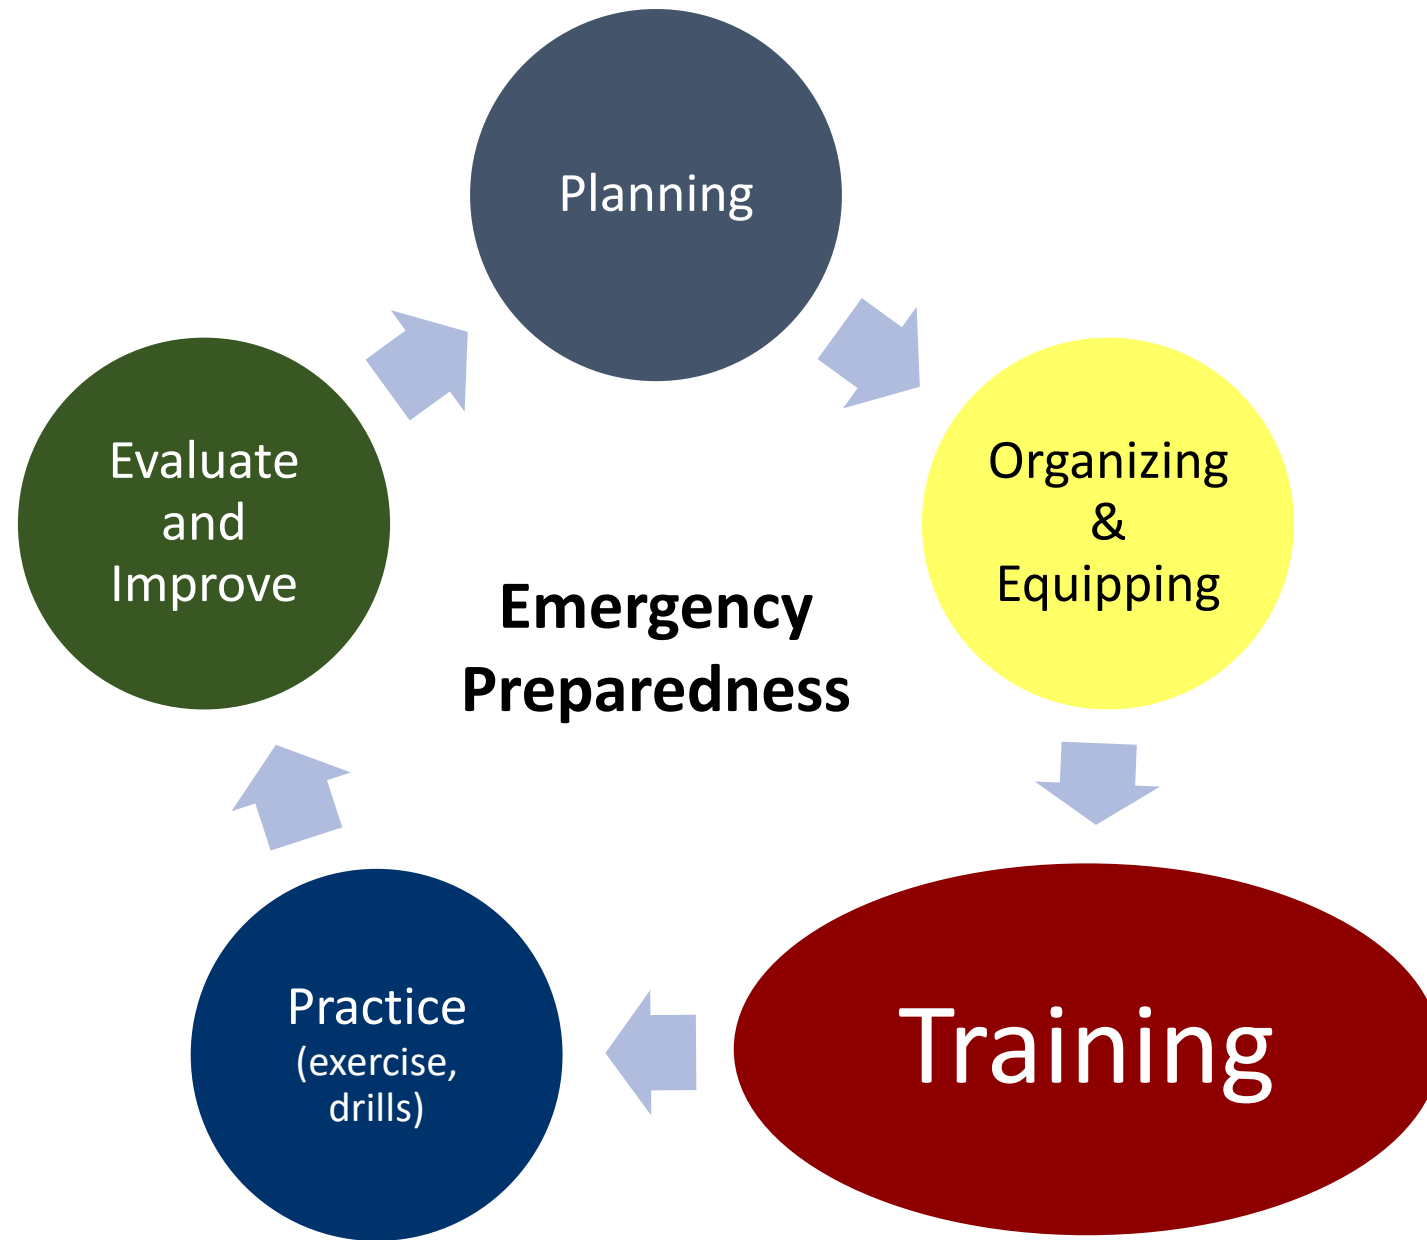 Planning
Organizing
&
Equipping
Training
Practice
(exercise,
drills)
Evaluate
and
Improve
Emergency
Preparedness